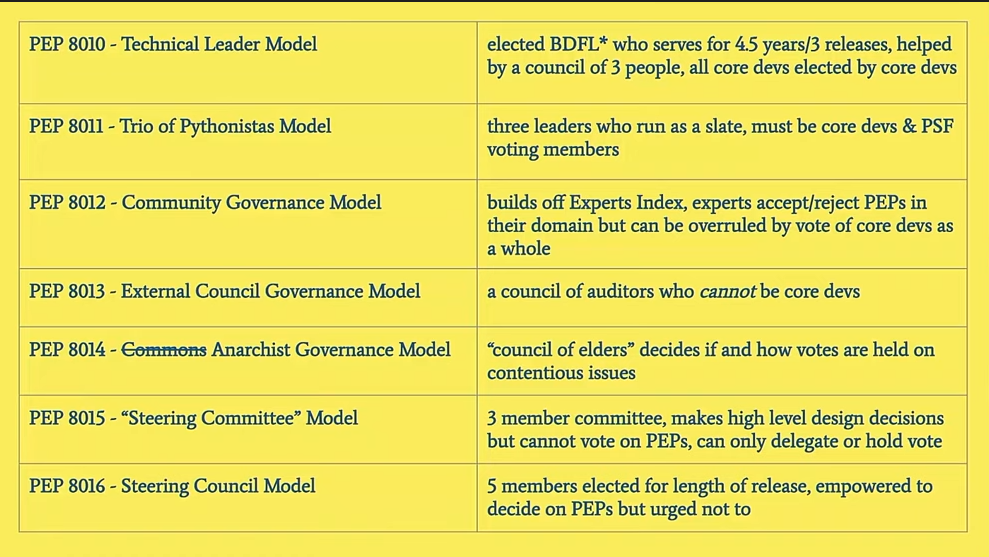 PEP 8010 - Technical Leader Model
elected BDFL* who serves for 4.5 years/3 releases, helped
by a council of 3 people, all core devs elected by core devs
PEP 8011 - Trio of Pythonistas Model
three leaders who run as a slate, must be core devs & PSF
voting members
PEP 8012 - Community Governance Model
builds off Experts Index, experts accept/reject PEPs in
their domain but can be overruled by vote of core devs as
a whole
PEP 8013 - External Council Governance Model
a council of auditors who cannot be core devs
PEP 8014 - Commons Anarchist Governance Model
“council of elders” decides if and how votes are held on
contentious issues
PEP 8015 - “Steering Committee” Model
3 member committee, makes high level design decisions
but cannot vote on PEPs, can only delegate or hold vote
PEP 8016 - Steering Council Model
5 members elected for length of release, empowered to
decide on PEPs but urged not to